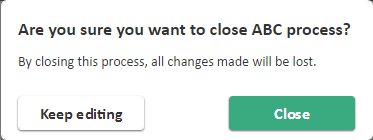 Are you sure you want to close ABC process?
By closing this process, all changes made will be lost.
Keep editing
Close